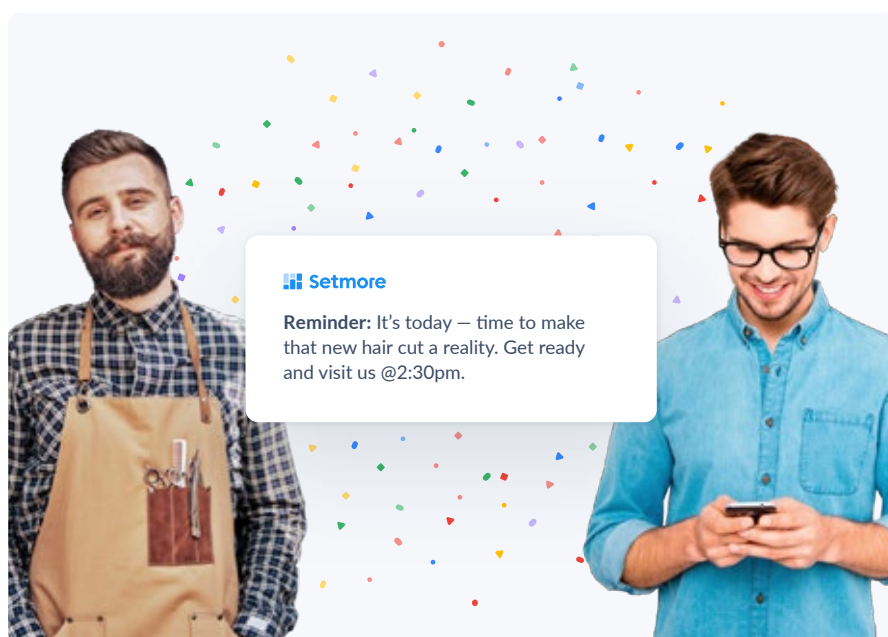 Setmore
Reminder: It’s today — time to make
that new hair cut a reality. Get ready
and visit us @2:30pm.